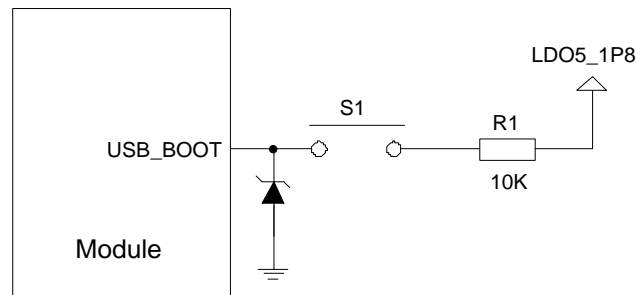 LDO5_1P8
S1
R1
USB_BOOT
10K
Module